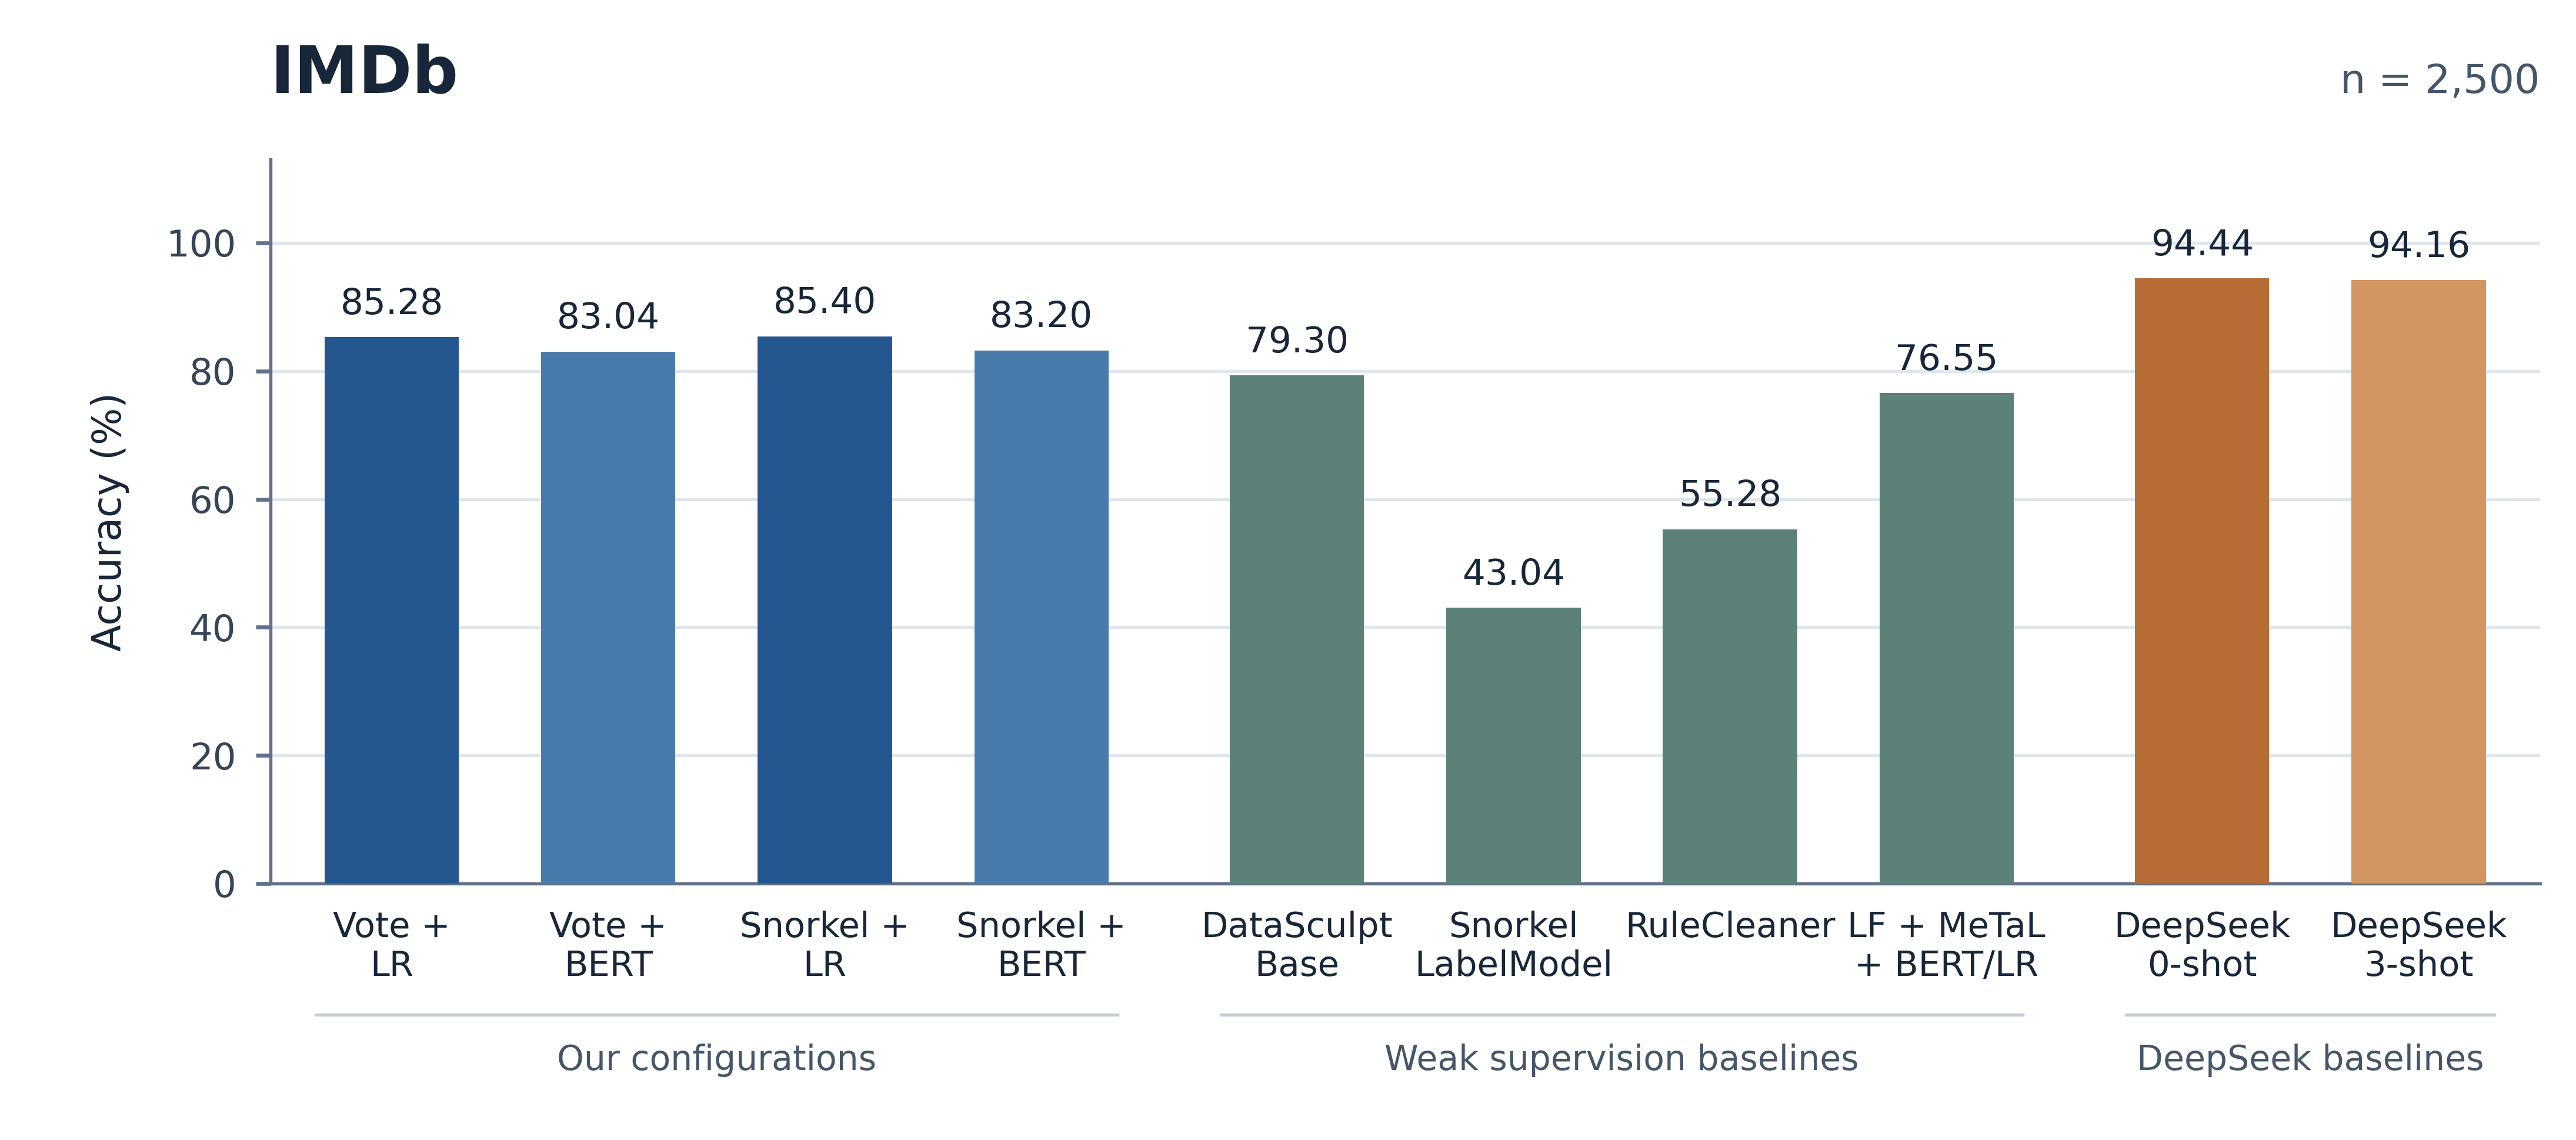 IMDb
n = 2,500
Accuracy (%)
100
80
60
40
20
0
85.28
83.04
85.40
83.20
79.30
43.04
55.28
76.55
94.44
94.16
Vote +
LR
Vote +
BERT
Snorkel +
LR
Snorkel +
BERT
DataSculpt
Base
Snorkel
LabelModel
RuleCleaner
LF + MeTaL
+ BERT/LR
DeepSeek
0-shot
DeepSeek
3-shot
Our configurations
Weak supervision baselines
DeepSeek baselines